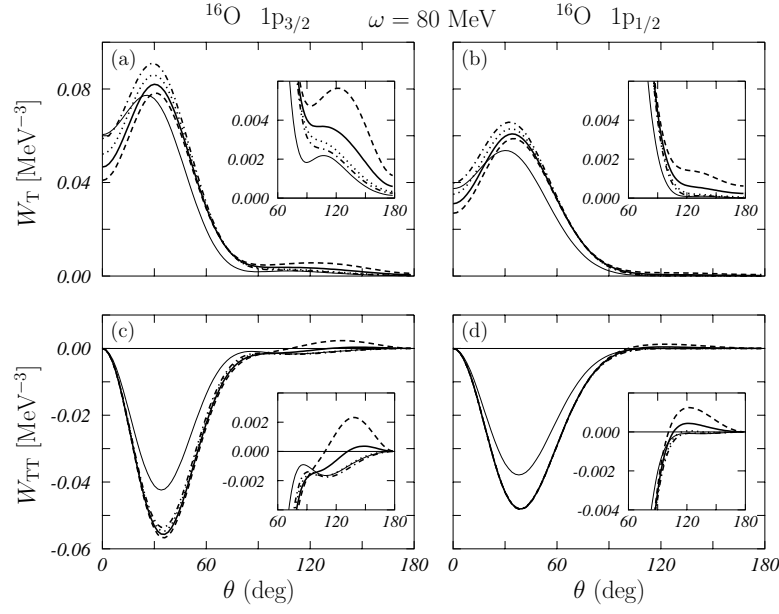 ¹⁶O 1p₃/₂ ω = 80 MeV ¹⁶O 1p₁/₂
(a)
(b)
W_T [MeV⁻³]
0.08
0.04
0.00
0.004
0.002
0.000
60 120 180
0.004
0.002
0.000
60 120 180
(c)
(d)
W_TT [MeV⁻³]
0.00
-0.02
-0.04
-0.06
0.002
0.000
-0.002
60 120 180
0.000
-0.002
-0.004
60 120 180
0 60 120 180
0 60 120 180
θ (deg)
θ (deg)